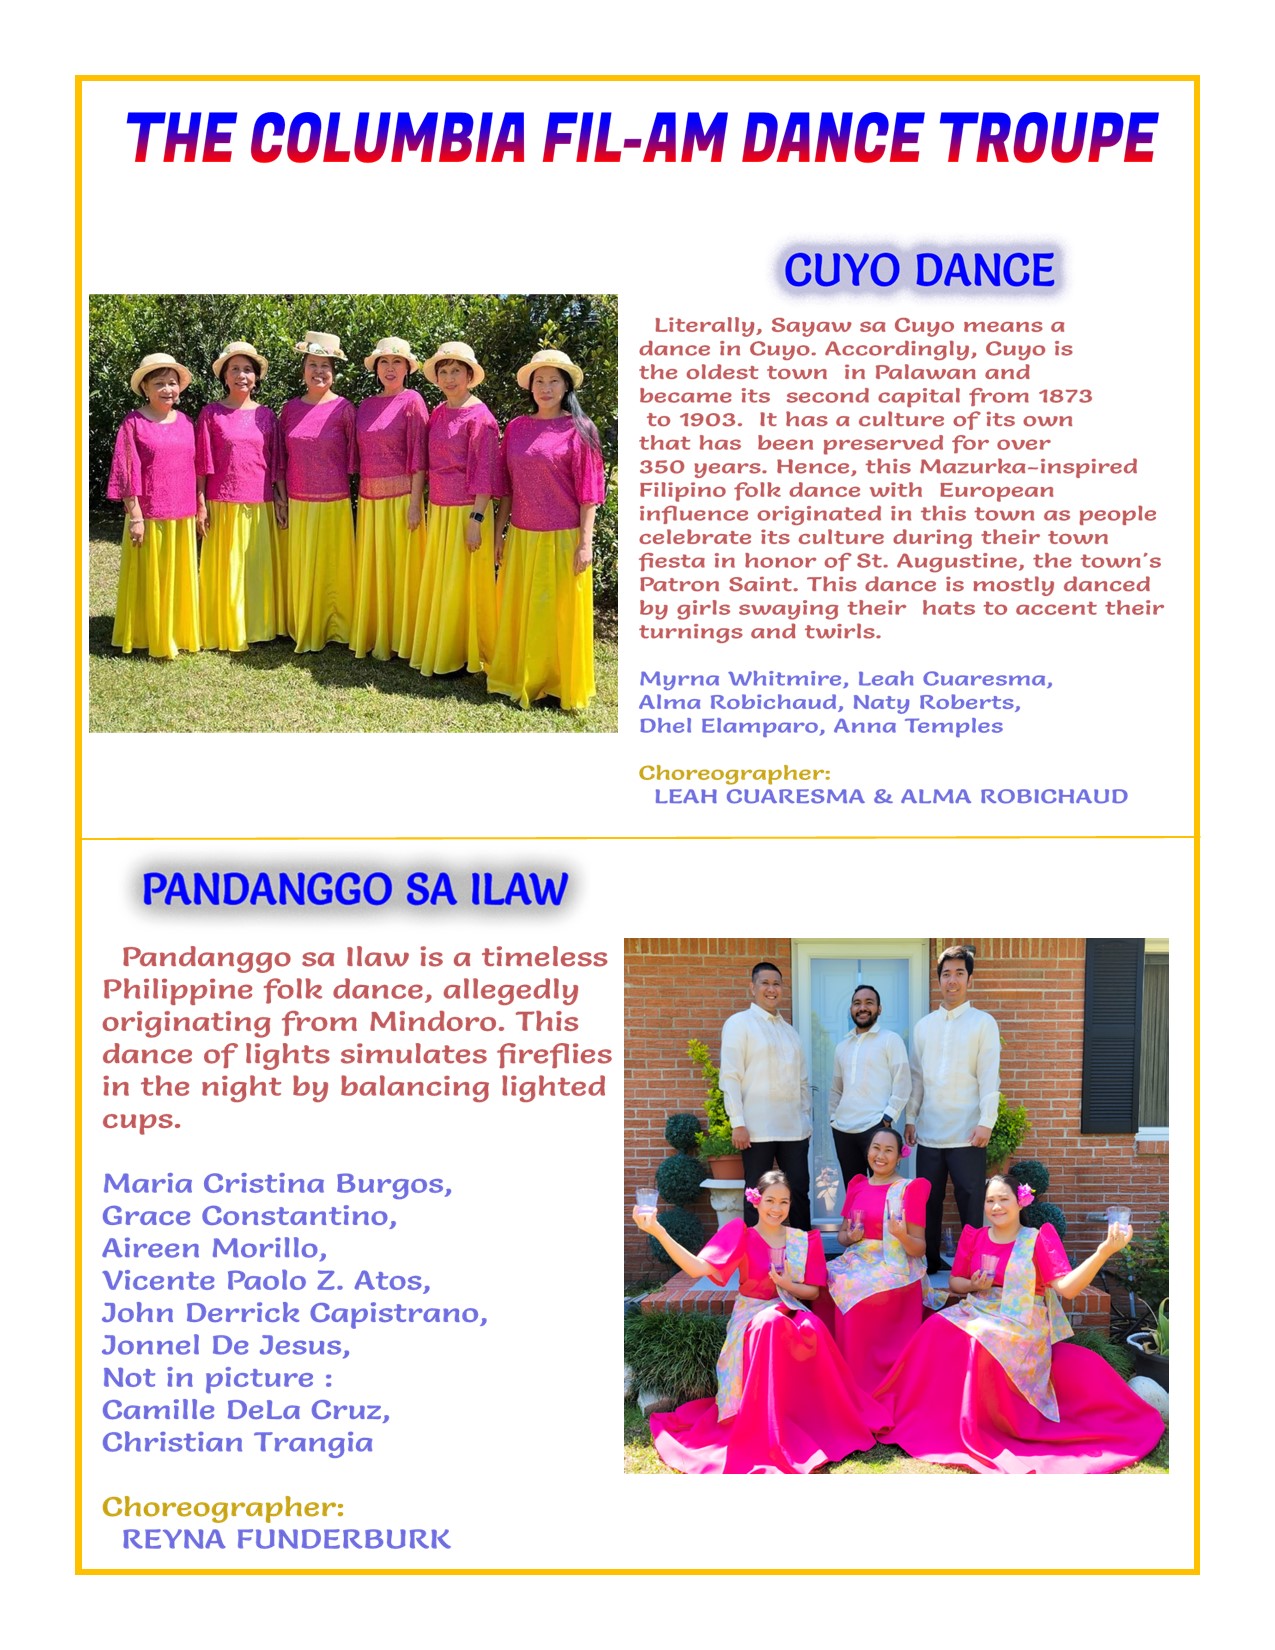 THE COLUMBIA FIL-AM DANCE TROUPE
CUYO DANCE
Literally, Sayaw sa Cuyo means a
dance in Cuyo. Accordingly, Cuyo is
the oldest town in Palawan and
became its second capital from 1873
to 1903. It has a culture of its own
that has been preserved for over
350 years. Hence, this Mazurka-inspired
Filipino folk dance with European
influence originated in this town as people
celebrate its culture during their town
fiesta in honor of St. Augustine, the town's
Patron Saint. This dance is mostly danced
by girls swaying their hats to accent their
turnings and twirls.
Myrna Whitmire, Leah Cuaresma,
Alma Robichaud, Naty Roberts,
Dhel Elamparo, Anna Temples
Choreographer:
LEAH CUARESMA & ALMA ROBICHAUD
PANDANGGO SA ILAW
Pandanggo sa Ilaw is a timeless
Philippine folk dance, allegedly
originating from Mindoro. This
dance of lights simulates fireflies
in the night by balancing lighted
cups.
Maria Cristina Burgos,
Grace Constantino,
Aireen Morillo,
Vicente Paolo Z. Atos,
John Derrick Capistrano,
Jonnel De Jesus,
Not in picture :
Camille DeLa Cruz,
Christian Trangia
Choreographer:
REYNA FUNDERBURK